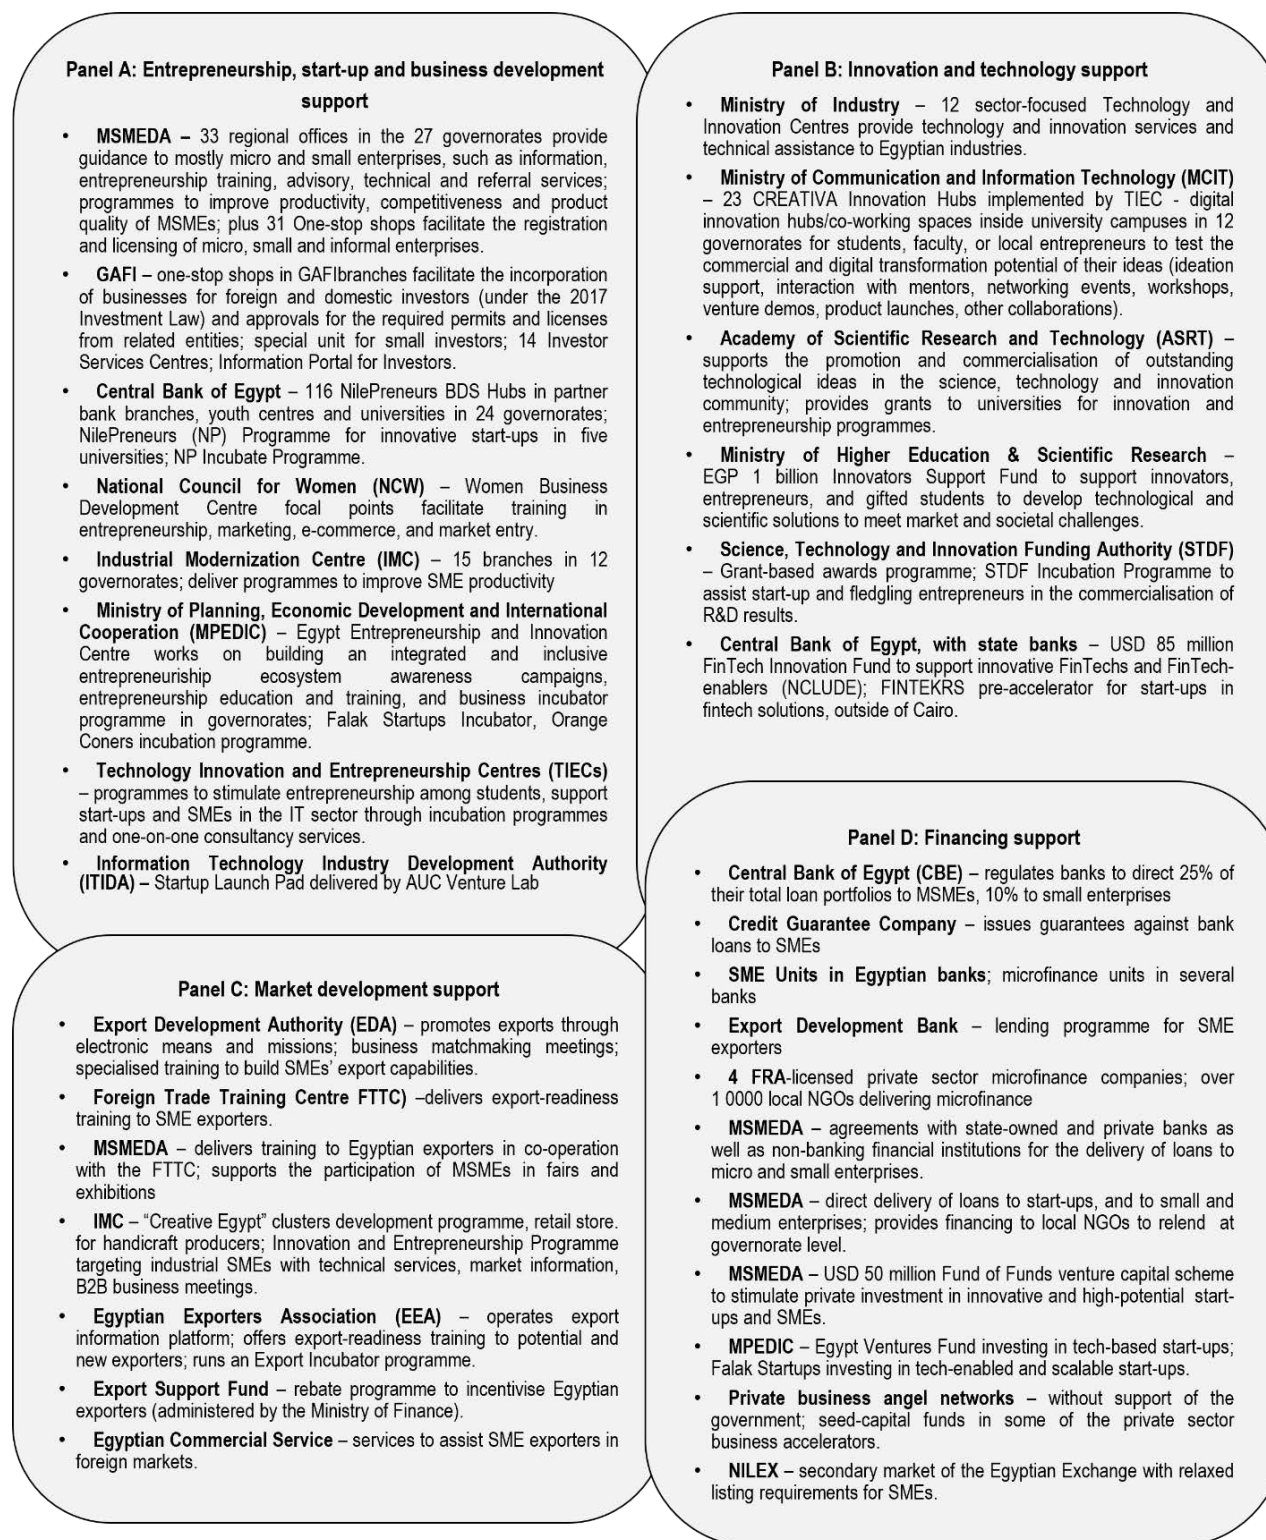 Panel A: Entrepreneurship, start-up and business development
support
• MSMEDA – 33 regional offices in the 27 governorates provide
guidance to mostly micro and small enterprises, such as information,
entrepreneurship training, advisory, technical and referral services;
programmes to improve productivity, competitiveness and product
quality of MSMEs; plus 31 One-stop shops facilitate the registration
and licensing of micro, small and informal enterprises.
• GAFI – one-stop shops in GAFIbranches facilitate the incorporation
of businesses for foreign and domestic investors (under the 2017
Investment Law) and approvals for the required permits and licenses
from related entities; special unit for small investors; 14 Investor
Services Centres; Information Portal for Investors.
• Central Bank of Egypt – 116 NilePreneurs BDS Hubs in partner
bank branches, youth centres and universities in 24 governorates;
NilePreneurs (NP) Programme for innovative start-ups in five
universities; NP Incubate Programme.
• National Council for Women (NCW) – Women Business
Development Centre focal points facilitate training in
entrepreneurship, marketing, e-commerce, and market entry.
• Industrial Modernization Centre (IMC) – 15 branches in 12
governorates; deliver programmes to improve SME productivity
• Ministry of Planning, Economic Development and International
Cooperation (MPEDIC) – Egypt Entrepreneurship and Innovation
Centre works on building an integrated and inclusive
entrepreneuriship ecosystem awareness campaigns,
entrepreneurship education and training, and business incubator
programme in governorates; Falak Startups Incubator, Orange
Coners incubation programme.
• Technology Innovation and Entrepreneurship Centres (TIECs)
– programmes to stimulate entrepreneurship among students, support
start-ups and SMEs in the IT sector through incubation programmes
and one-on-one consultancy services.
• Information Technology Industry Development Authority
(ITIDA) – Startup Launch Pad delivered by AUC Venture Lab
Panel B: Innovation and technology support
• Ministry of Industry – 12 sector-focused Technology and
Innovation Centres provide technology and innovation services and
technical assistance to Egyptian industries.
• Ministry of Communication and Information Technology (MCIT)
– 23 CREATIVA Innovation Hubs implemented by TIEC - digital
innovation hubs/co-working spaces inside university campuses in 12
governorates for students, faculty, or local entrepreneurs to test the
commercial and digital transformation potential of their ideas (ideation
support, interaction with mentors, networking events, workshops,
venture demos, product launches, other collaborations).
• Academy of Scientific Research and Technology (ASRT) –
supports the promotion and commercialisation of outstanding
technological ideas in the science, technology and innovation
community; provides grants to universities for innovation and
entrepreneurship programmes.
• Ministry of Higher Education & Scientific Research –
EGP 1 billion Innovators Support Fund to support innovators,
entrepreneurs, and gifted students to develop technological and
scientific solutions to meet market and societal challenges.
• Science, Technology and Innovation Funding Authority (STDF)
– Grant-based awards programme; STDF Incubation Programme to
assist start-up and fledgling entrepreneurs in the commercialisation of
R&D results.
• Central Bank of Egypt, with state banks – USD 85 million
FinTech Innovation Fund to support innovative FinTechs and FinTech-
enablers (NCLUDE); FINTEKRS pre-accelerator for start-ups in
fintech solutions, outside of Cairo.
Panel C: Market development support
• Export Development Authority (EDA) – promotes exports through
electronic means and missions; business matchmaking meetings;
specialised training to build SMEs’ export capabilities.
• Foreign Trade Training Centre FTTC) –delivers export-readiness
training to SME exporters.
• MSMEDA – delivers training to Egyptian exporters in co-operation
with the FTTC; supports the participation of MSMEs in fairs and
exhibitions
• IMC – “Creative Egypt” clusters development programme, retail store.
for handicraft producers; Innovation and Entrepreneurship Programme
targeting industrial SMEs with technical services, market information,
B2B business meetings.
• Egyptian Exporters Association (EEA) – operates export
information platform; offers export-readiness training to potential and
new exporters; runs an Export Incubator programme.
• Export Support Fund – rebate programme to incentivise Egyptian
exporters (administered by the Ministry of Finance).
• Egyptian Commercial Service – services to assist SME exporters in
foreign markets.
Panel D: Financing support
• Central Bank of Egypt (CBE) – regulates banks to direct 25% of
their total loan portfolios to MSMEs, 10% to small enterprises
• Credit Guarantee Company – issues guarantees against bank
loans to SMEs
• SME Units in Egyptian banks; microfinance units in several
banks
• Export Development Bank – lending programme for SME
exporters
• 4 FRA-licensed private sector microfinance companies; over
1 0000 local NGOs delivering microfinance
• MSMEDA – agreements with state-owned and private banks as
well as non-banking financial institutions for the delivery of loans to
micro and small enterprises.
• MSMEDA – direct delivery of loans to start-ups, and to small and
medium enterprises; provides financing to local NGOs to relend at
governorate level.
• MSMEDA – USD 50 million Fund of Funds venture capital scheme
to stimulate private investment in innovative and high-potential start-
ups and SMEs.
• MPEDIC – Egypt Ventures Fund investing in tech-based start-ups;
Falak Startups investing in tech-enabled and scalable start-ups.
• Private business angel networks – without support of the
government; seed-capital funds in some of the private sector
business accelerators.
• NILEX – secondary market of the Egyptian Exchange with relaxed
listing requirements for SMEs.